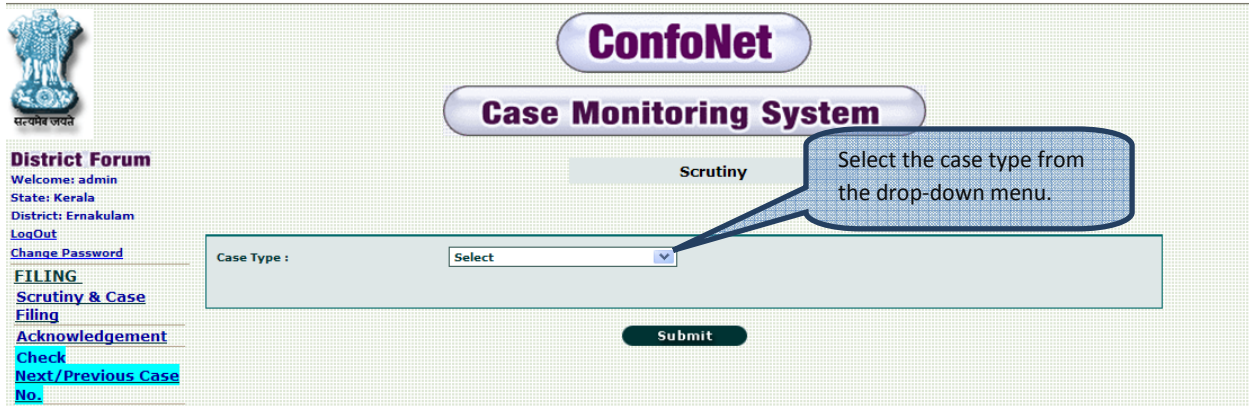 ConfoNet
Case Monitoring System
सत्यमेव जयते
District Forum
Welcome: admin
State: Kerala
District: Ernakulam
LogOut
Change Password
FILING
Scrutiny & Case
Filing
Acknowledgement
Check
Next/Previous Case
No.
Scrutiny
Select the case type from
the drop-down menu.
Case Type :
Select
Submit